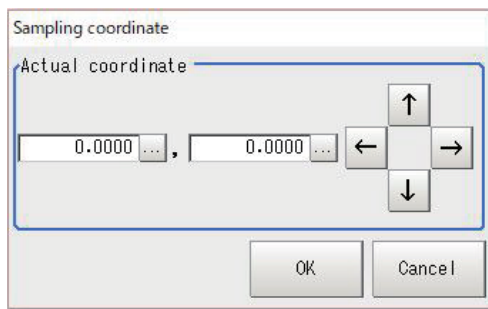 Sampling coordinate
Actual coordinate
↑
0.0000 ... , 0.0000 ... ← →
↓
OK Cancel